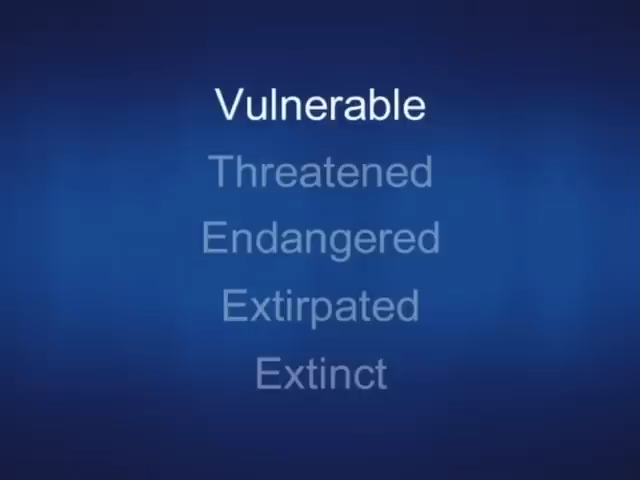 Vulnerable
Threatened
Endangered
Extirpated
Extinct